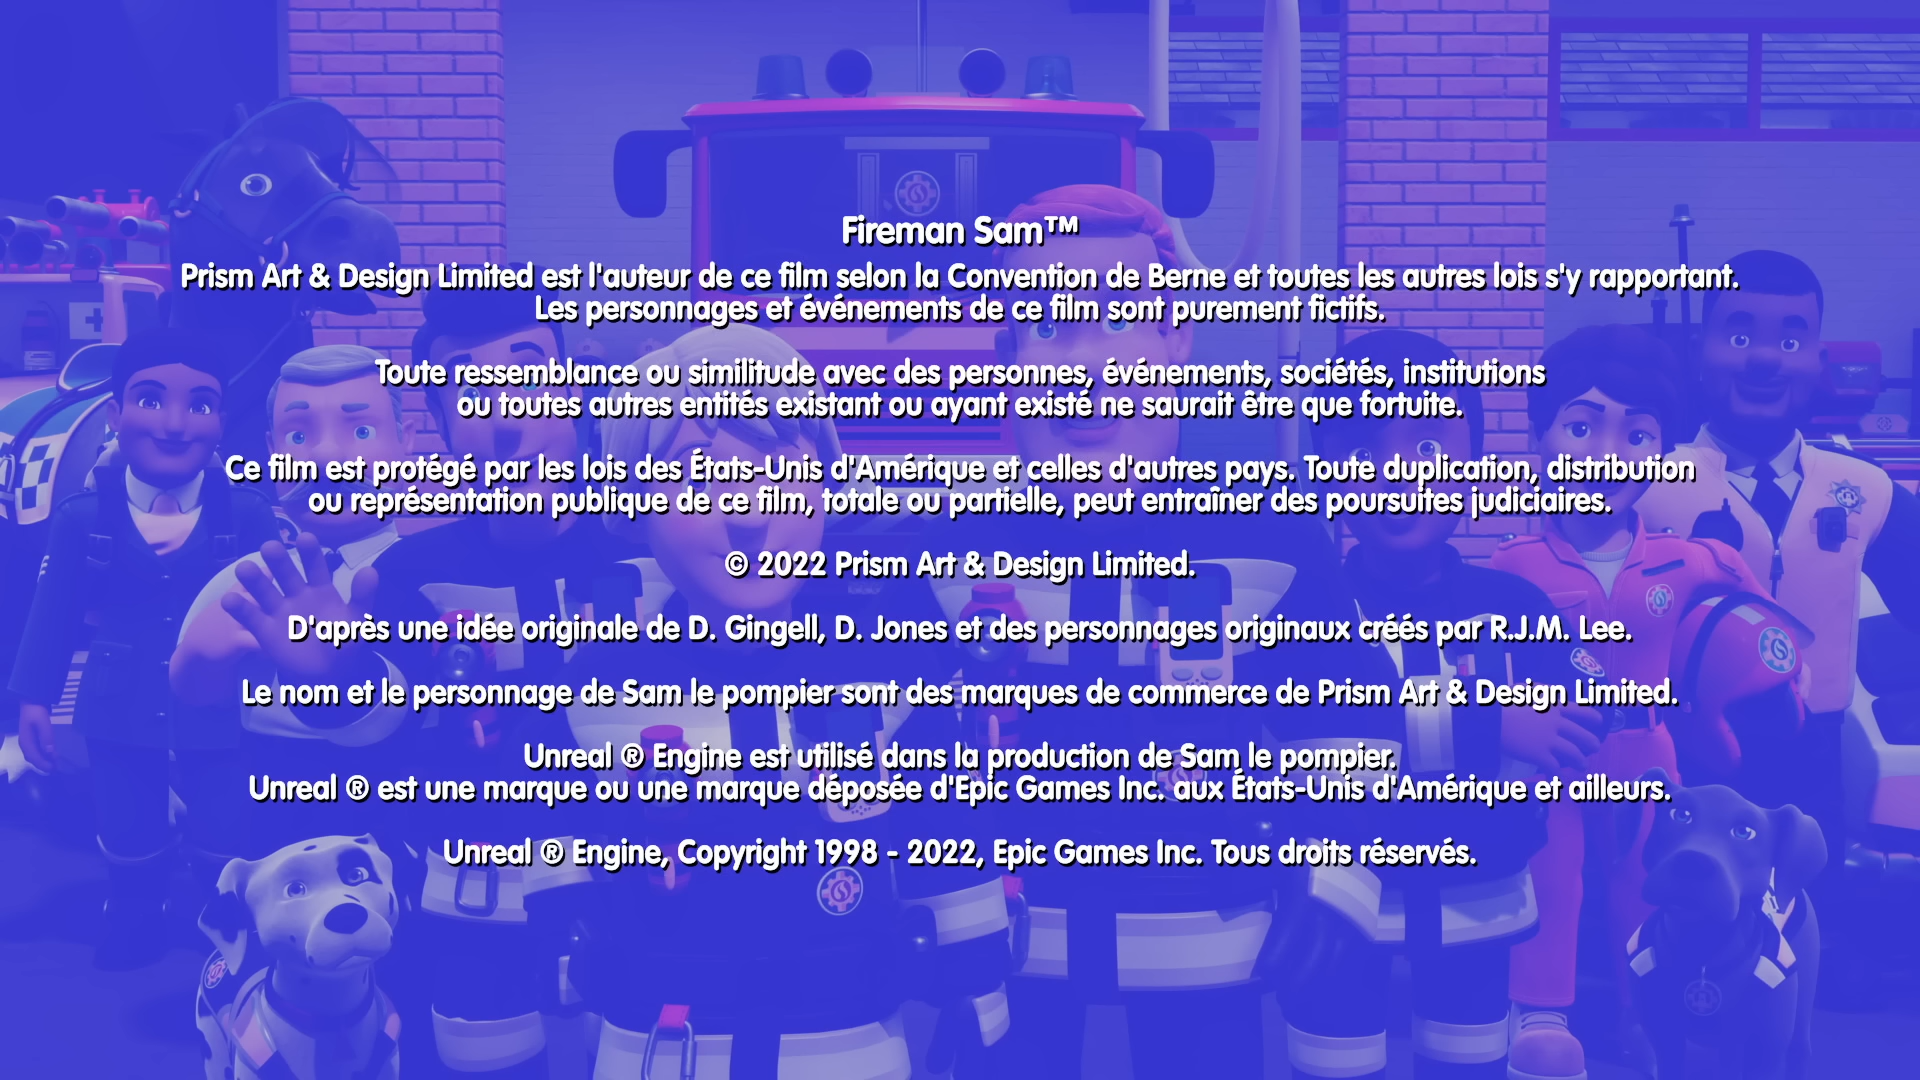 Fireman Sam™
Prism Art & Design Limited est l'auteur de ce film selon la Convention de Berne et toutes les autres lois s'y rapportant.
Les personnages et événements de ce film sont purement fictifs.
Toute ressemblance ou similitude avec des personnes, événements, sociétés, institutions
ou toutes autres entités existant ou ayant existé ne saurait être que fortuite.
Ce film est protégé par les lois des États-Unis d'Amérique et celles d'autres pays. Toute duplication, distribution
ou représentation publique de ce film, totale ou partielle, peut entraîner des poursuites judiciaires.
© 2022 Prism Art & Design Limited.
D'après une idée originale de D. Gingell, D. Jones et des personnages originaux créés par R.J.M. Lee.
Le nom et le personnage de Sam le pompier sont des marques de commerce de Prism Art & Design Limited.
Unreal ® Engine est utilisé dans la production de Sam le pompier.
Unreal ® est une marque ou une marque déposée d'Epic Games Inc. aux États-Unis d'Amérique et ailleurs.
Unreal ® Engine, Copyright 1998 - 2022, Epic Games Inc. Tous droits réservés.